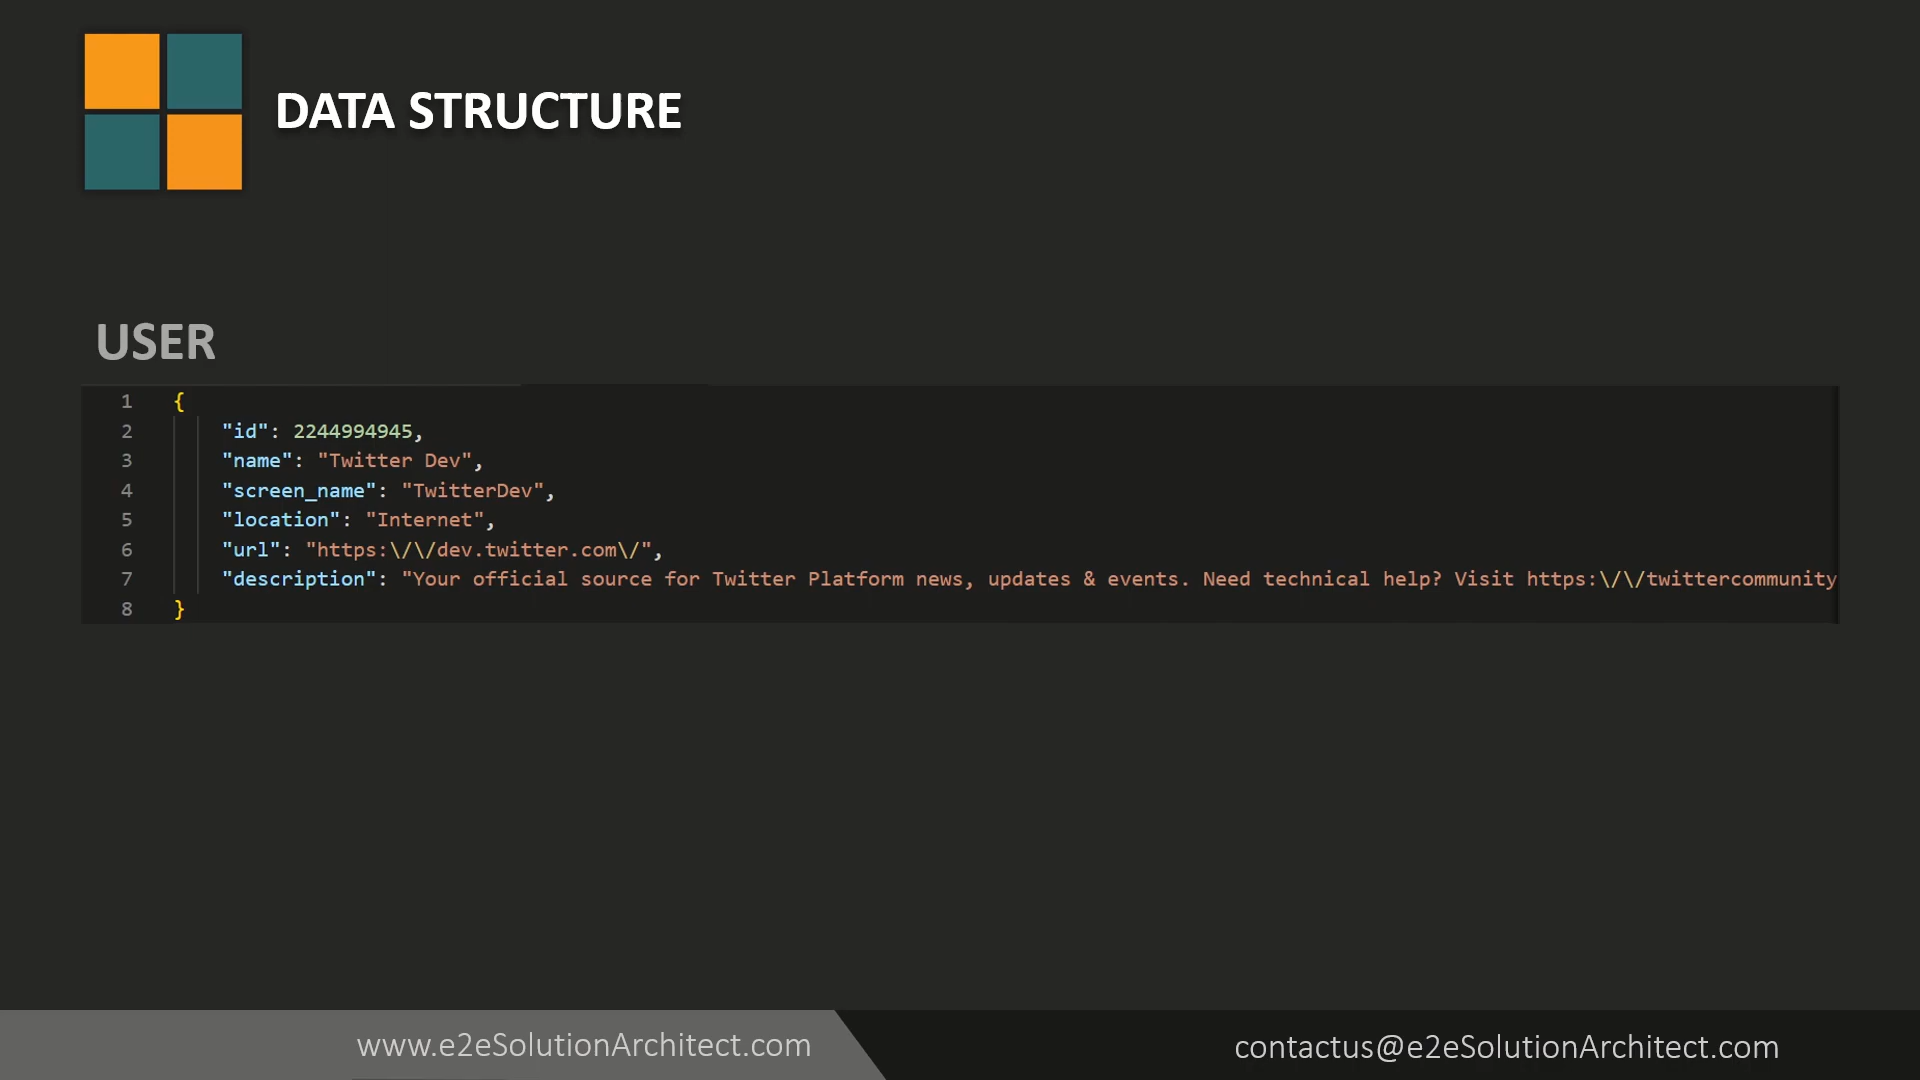 DATA STRUCTURE
USER
1 {
2 "id": 2244994945,
3 "name": "Twitter Dev",
4 "screen_name": "TwitterDev",
5 "location": "Internet",
6 "url": "https:\/\/dev.twitter.com\/",
7 "description": "Your official source for Twitter Platform news, updates & events. Need technical help? Visit https:\/\/twittercommunity
8 }
www.e2eSolutionArchitect.com
contactus@e2eSolutionArchitect.com